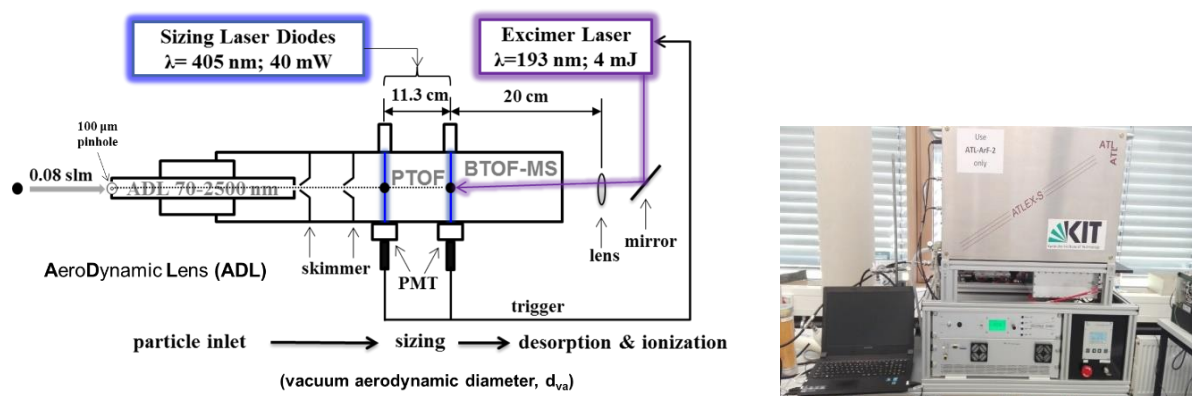 Sizing Laser Diodes
λ= 405 nm; 40 mW
Excimer Laser
λ=193 nm; 4 mJ
11.3 cm
20 cm
100 μm
pinhole
0.08 slm
ADL 70-2500 nm
PTOF
BTOF-MS
skimmer
PMT
lens
mirror
AeroDynamic Lens (ADL)
trigger
particle inlet
sizing
desorption & ionization
(vacuum aerodynamic diameter, dva)
Use
ATL-ArF-2
only
ATL
ATL
ATLEX-S
KIT